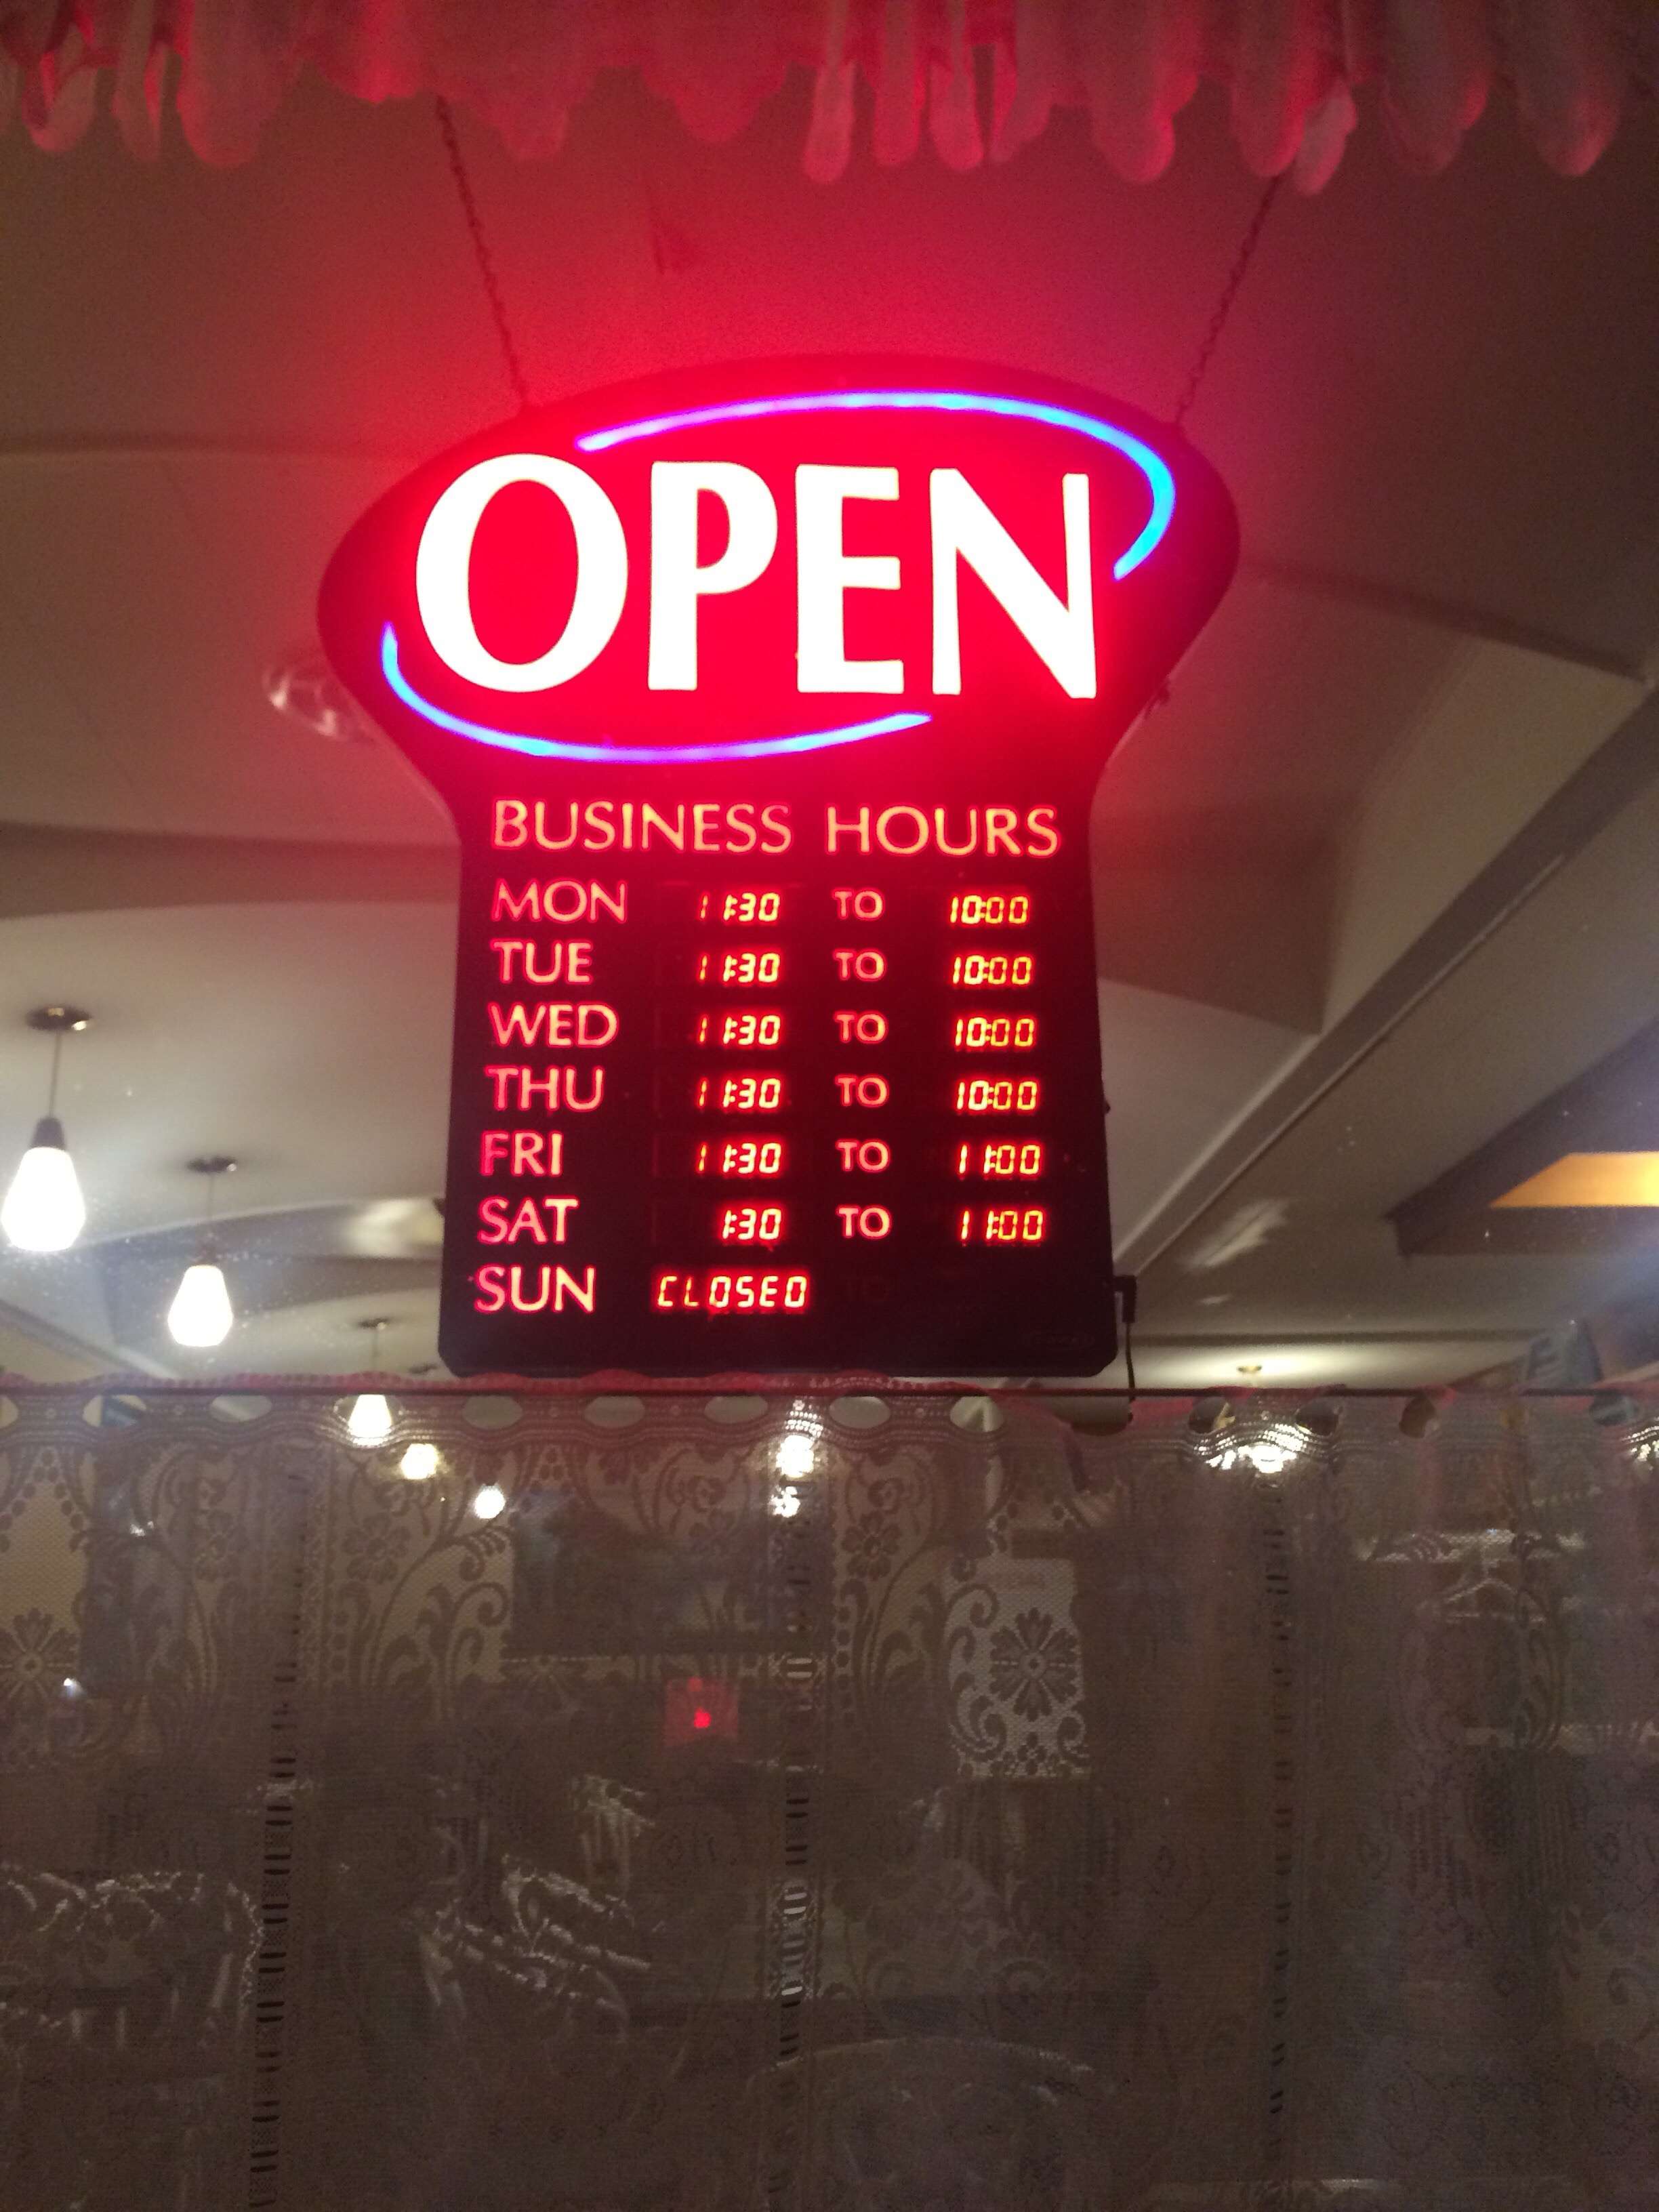 OPEN
BUSINESS HOURS
MON 11:30 TO 10:00
TUE 11:30 TO 10:00
WED 11:30 TO 10:00
THU 11:30 TO 10:00
FRI 11:30 TO 11:00
SAT 1:30 TO 11:00
SUN CLOSED TO